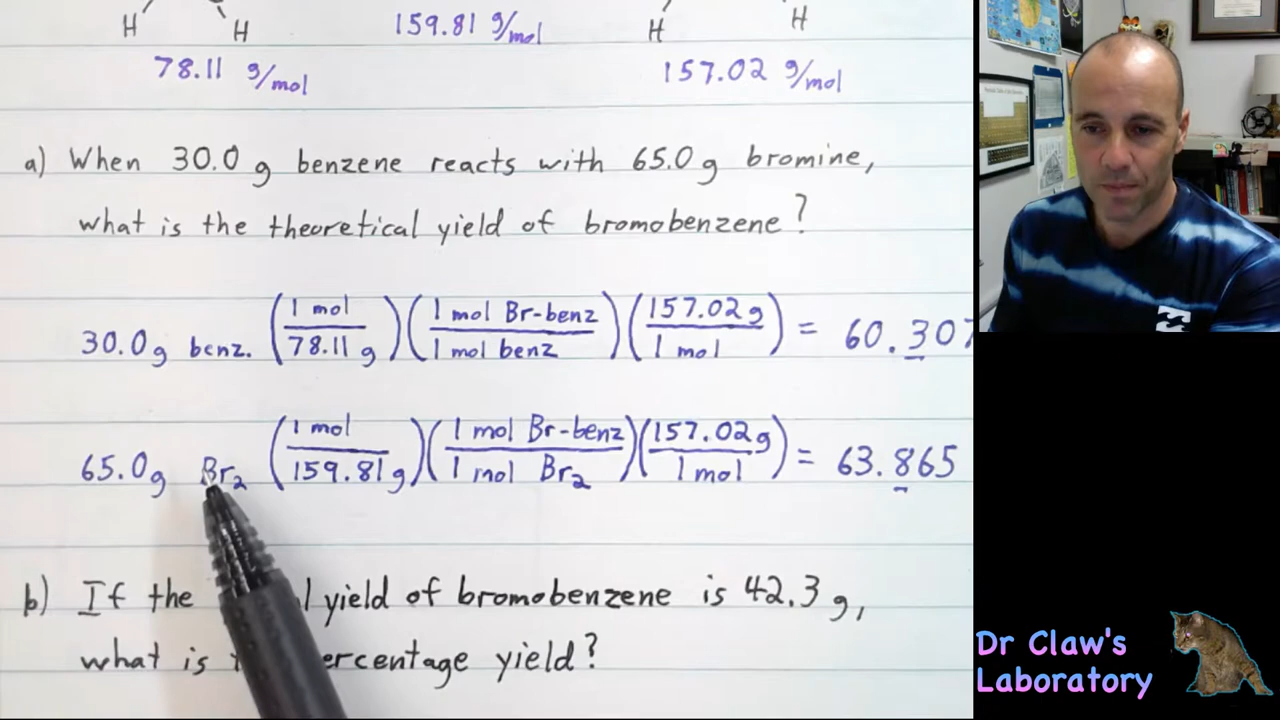 H H 159.81 g/mol H H
78.11 g/mol 157.02 g/mol
a) When 30.0 g benzene reacts with 65.0 g bromine,
what is the theoretical yield of bromobenzene?
30.0g benz. (1 mol / 78.11 g)(1 mol Br-benz / 1 mol benz)(157.02 g / 1 mol) = 60.307
65.0g Br₂ (1 mol / 159.81 g)(1 mol Br-benz / 1 mol Br₂)(157.02 g / 1 mol) = 63.865
b) If the yield of bromobenzene is 42.3 g,
what is yield?
Dr Claw's
Laboratory